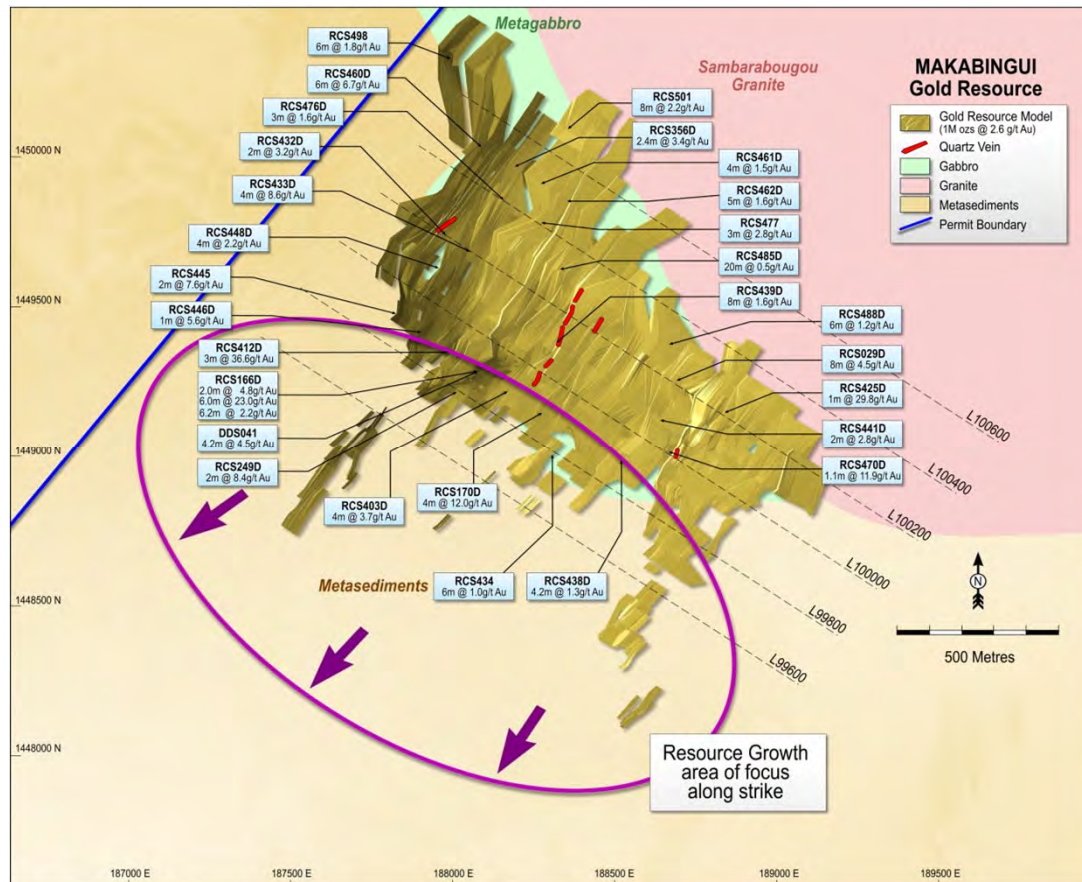 Metagabbro
Sambarabougou
Granite
MAKABINGUI
Gold Resource
Gold Resource Model
(1M ozs @ 2.6 g/t Au)
Quartz Vein
Gabbro
Granite
Metasediments
Permit Boundary
RCS498
6m @ 1.8g/t Au
RCS460D
6m @ 6.7g/t Au
RCS476D
3m @ 1.6g/t Au
RCS432D
2m @ 3.2g/t Au
RCS433D
4m @ 8.6g/t Au
RCS448D
4m @ 2.2g/t Au
RCS445
2m @ 7.6g/t Au
RCS446D
1m @ 5.6g/t Au
RCS412D
3m @ 36.6g/t Au
RCS166D
2.0m @ 4.8g/t Au
6.0m @ 23.0g/t Au
6.2m @ 2.2g/t Au
DDS041
4.2m @ 4.5g/t Au
RCS249D
2m @ 8.4g/t Au
RCS403D
4m @ 3.7g/t Au
RCS170D
4m @ 12.0g/t Au
RCS434
6m @ 1.0g/t Au
RCS438D
4.2m @ 1.3g/t Au
RCS501
8m @ 2.2g/t Au
RCS356D
2.4m @ 3.4g/t Au
RCS461D
4m @ 1.5g/t Au
RCS462D
5m @ 1.6g/t Au
RCS477
3m @ 2.8g/t Au
RCS485D
20m @ 0.5g/t Au
RCS439D
8m @ 1.6g/t Au
RCS488D
6m @ 1.2g/t Au
RCS029D
8m @ 4.5g/t Au
RCS425D
1m @ 29.8g/t Au
RCS441D
2m @ 2.8g/t Au
RCS470D
1.1m @ 11.9g/t Au
L100600
L100400
L100200
L100000
L99800
L99600
Metasediments
N
500 Metres
Resource Growth
area of focus
along strike
1450000 N
1449500 N
1449000 N
1448500 N
1448000 N
187000 E
187500 E
188000 E
188500 E
189000 E
189500 E